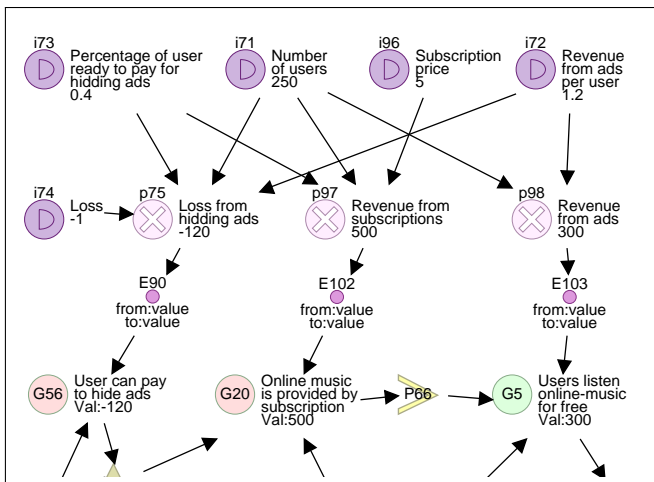 i73
Percentage of user
ready to pay for
hidding ads
0.4
i71
Number
of users
250
i96
Subscription
price
5
i72
Revenue
from ads
per user
1.2
i74
Loss
-1
p75
Loss from
hidding ads
-120
p97
Revenue from
subscriptions
500
p98
Revenue
from ads
300
E90
from:value
to:value
E102
from:value
to:value
E103
from:value
to:value
G56
User can pay
to hide ads
Val:-120
G20
Online music
is provided by
subscription
Val:500
P66
G5
Users listen
online-music
for free
Val:300